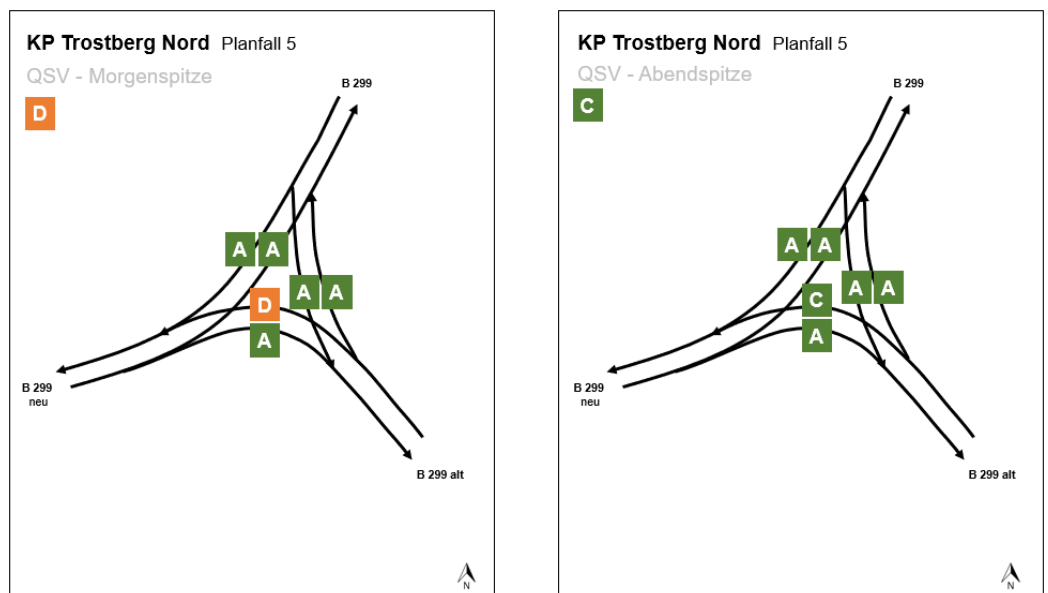 KP Trostberg Nord Planfall 5
QSV - Morgenspitze
D
B 299
A A
A A
D
A
B 299
neu
B 299 alt
N
KP Trostberg Nord Planfall 5
QSV - Abendspitze
C
B 299
A A
A A
C
A
B 299
neu
B 299 alt
N